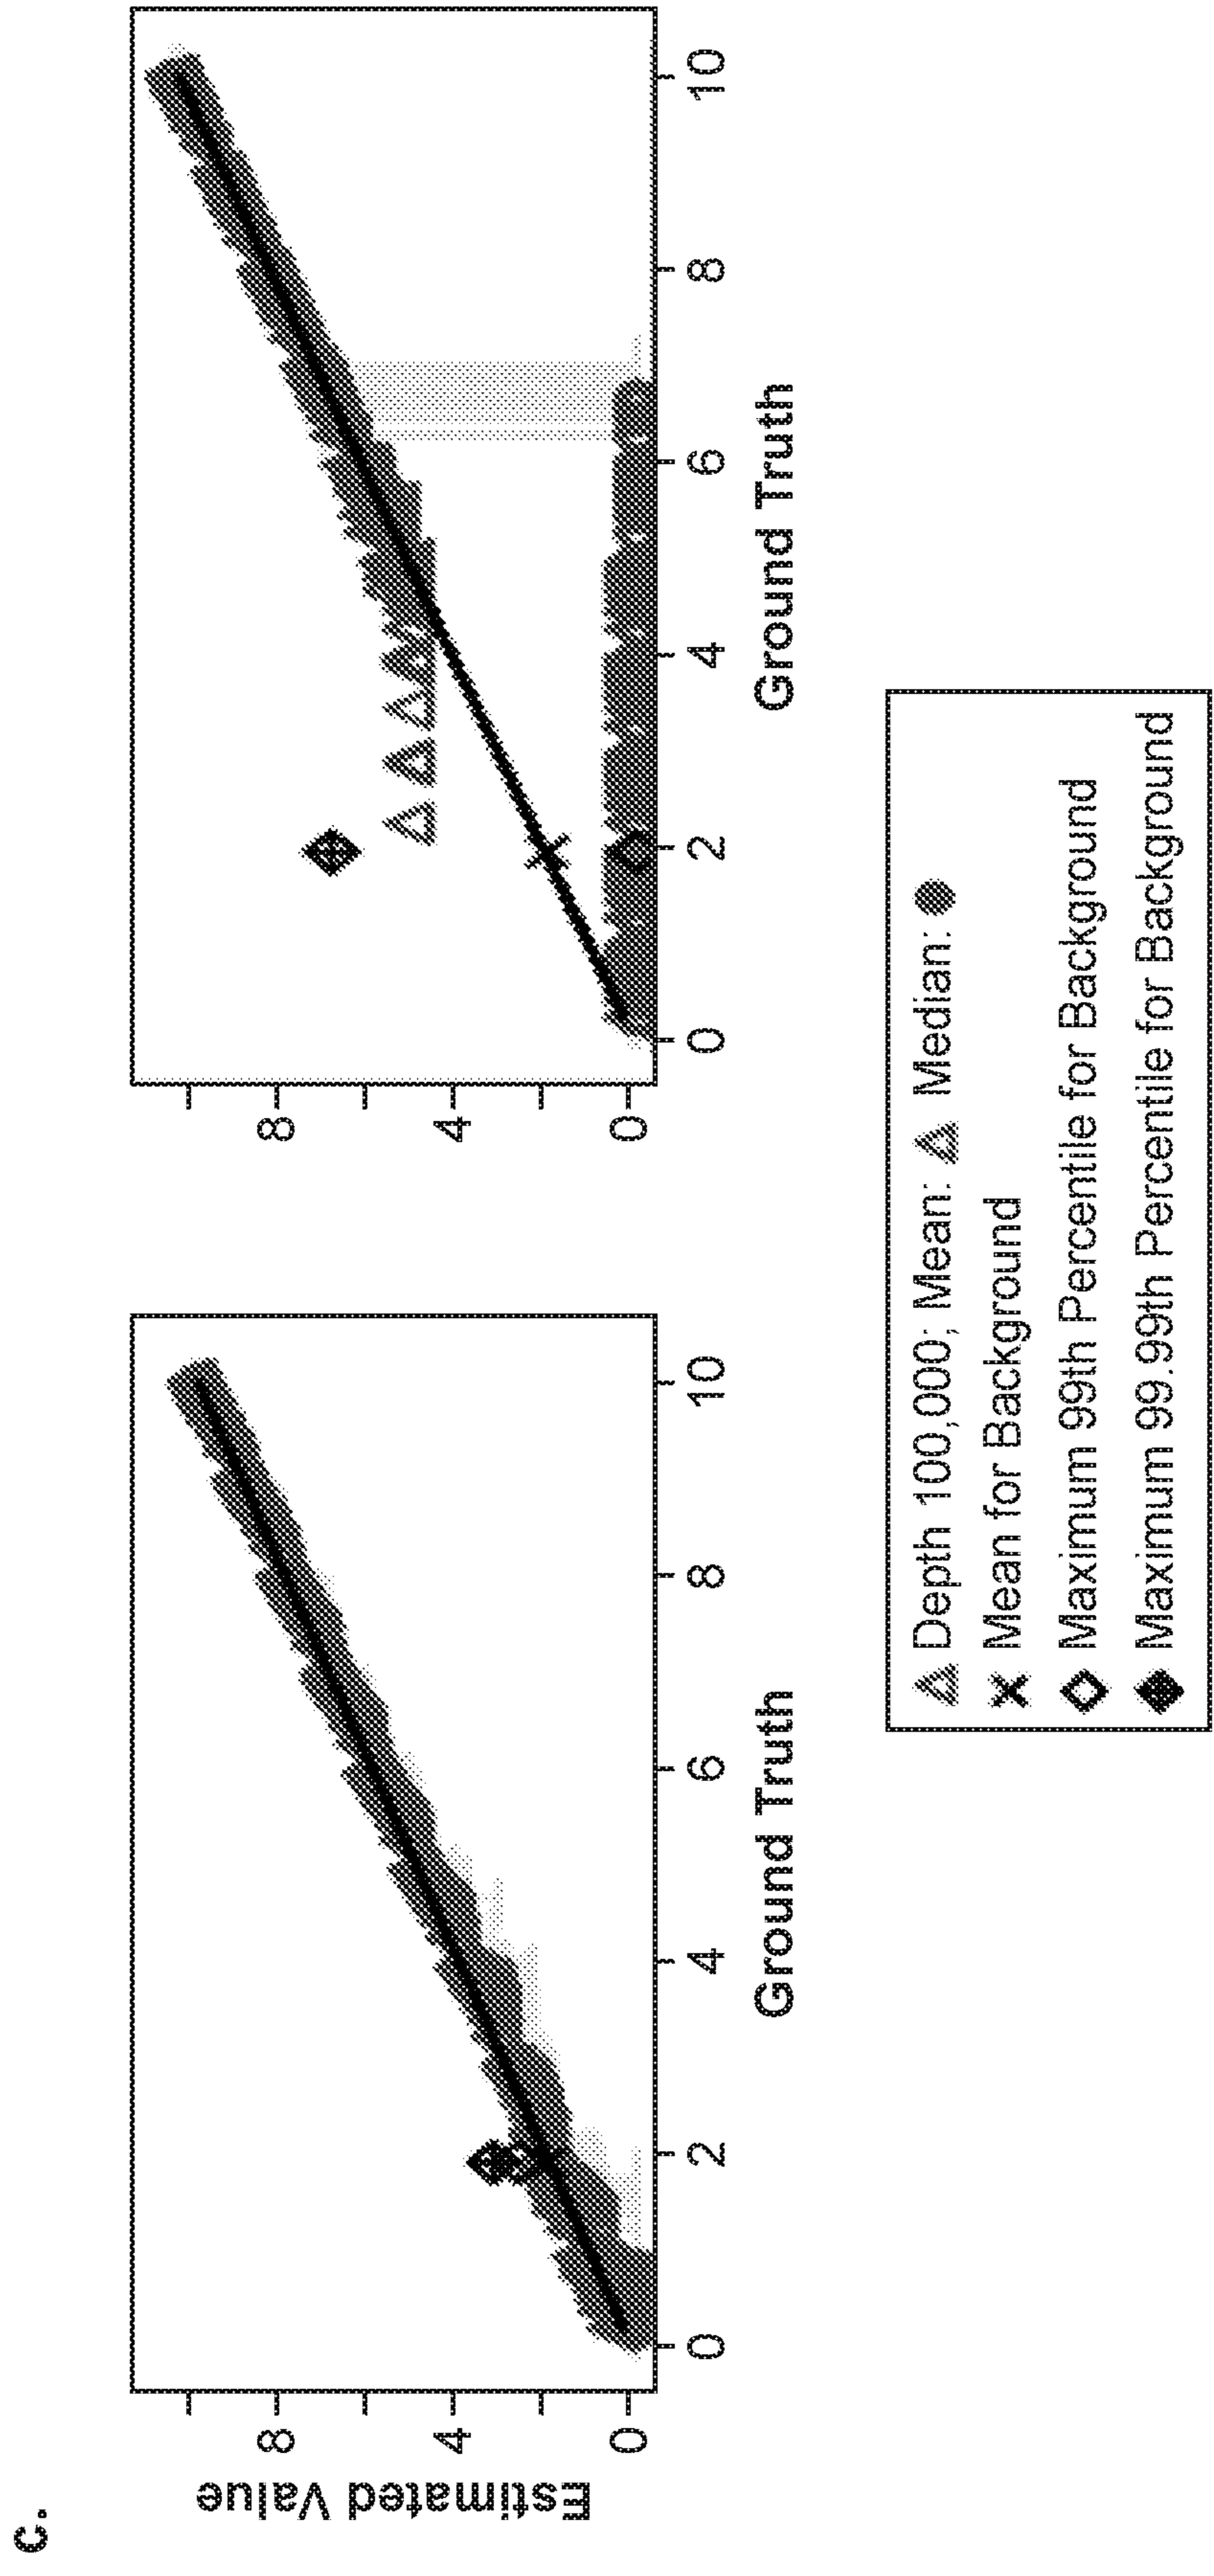 c.
Estimated Value
8
4
0
0
2
4
6
8
10
Ground Truth
8
4
0
0
2
4
6
8
10
Ground Truth
Depth 100,000; Mean: Median:
Mean for Background
Maximum 99th Percentile for Background
Maximum 99.99th Percentile for Background